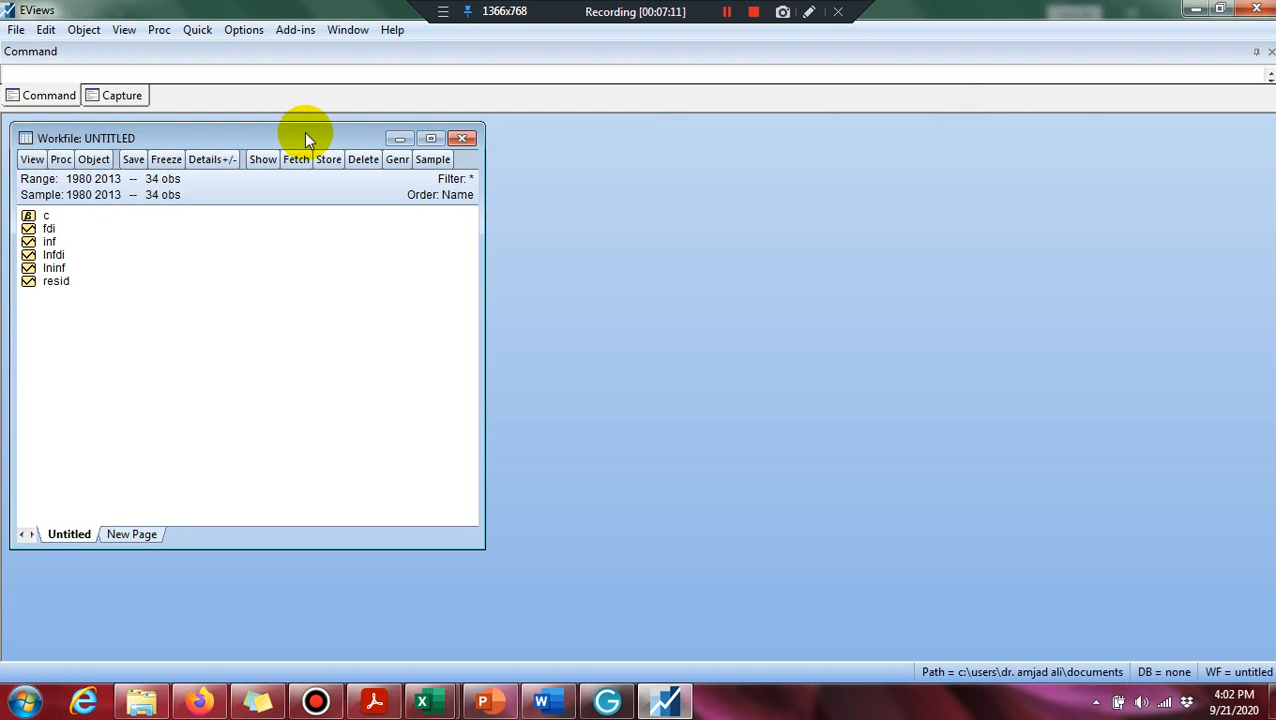 EViews
1366x768
Recording [00:07:11]
File Edit Object View Proc Quick Options Add-ins Window Help
Command
Command Capture
Workfile: UNTITLED
View Proc Object Save Freeze Details+/- Show Fetch Store Delete Genr Sample
Range: 1980 2013 -- 34 obs Filter: *
Sample: 1980 2013 -- 34 obs Order: Name
β c
fdi
inf
lnfdi
lninf
resid
Untitled New Page
Path = c:\users\dr. amjad ali\documents DB = none WF = untitled
4:02 PM
9/21/2020